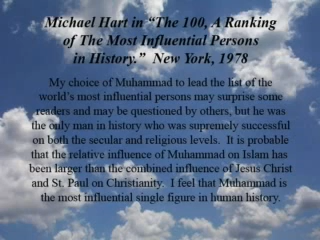 Michael Hart in “The 100, A Ranking
of The Most Influential Persons
in History.”  New York, 1978
My choice of Muhammad to lead the list of the
world’s most influential persons may surprise some
readers and may be questioned by others, but he was
the only man in history who was supremely successful
on both the secular and religious levels.  It is probable
that the relative influence of Muhammad on Islam has
been larger than the combined influence of Jesus Christ
and St. Paul on Christianity.  I feel that Muhammad is
the most influential single figure in human history.